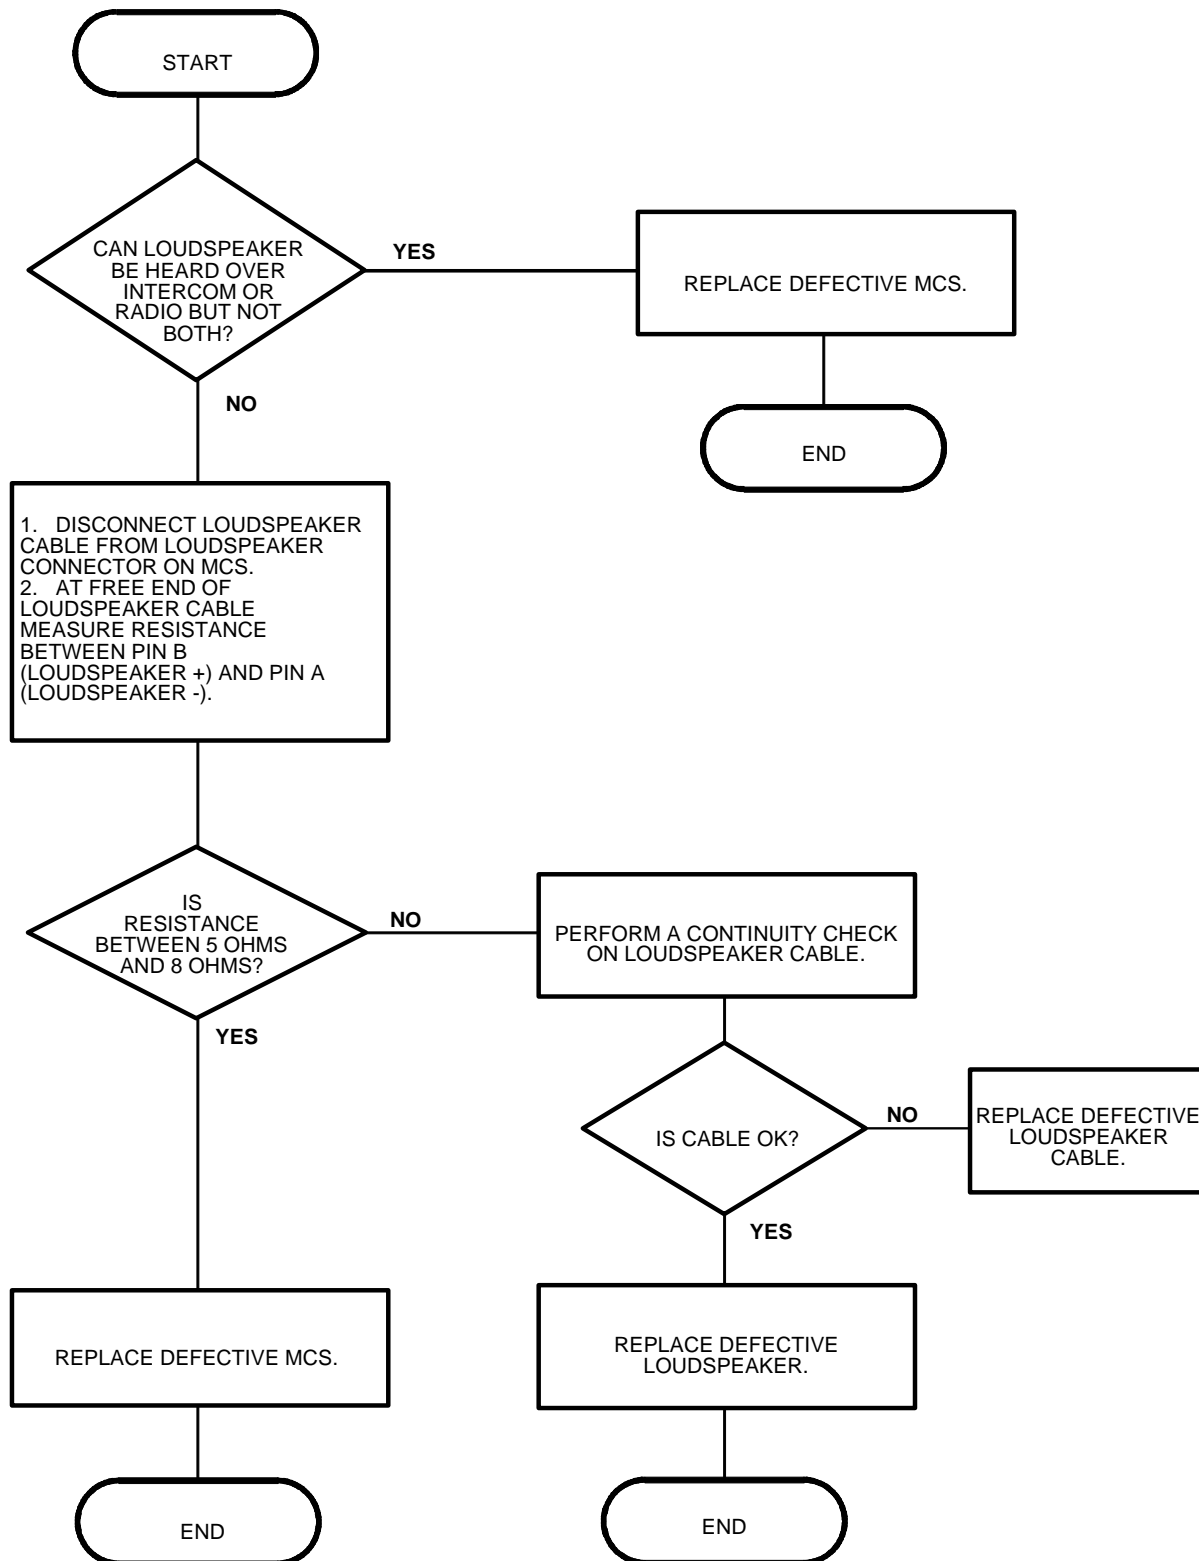 START
CAN LOUDSPEAKER
BE HEARD OVER
INTERCOM OR
RADIO BUT NOT
BOTH?
YES
REPLACE DEFECTIVE MCS.
END
NO
1. DISCONNECT LOUDSPEAKER
CABLE FROM LOUDSPEAKER
CONNECTOR ON MCS.
2. AT FREE END OF
LOUDSPEAKER CABLE
MEASURE RESISTANCE
BETWEEN PIN B
(LOUDSPEAKER +) AND PIN A
(LOUDSPEAKER -).
IS
RESISTANCE
BETWEEN 5 OHMS
AND 8 OHMS?
NO
PERFORM A CONTINUITY CHECK
ON LOUDSPEAKER CABLE.
YES
IS CABLE OK?
NO
REPLACE DEFECTIVE
LOUDSPEAKER
CABLE.
YES
REPLACE DEFECTIVE MCS.
REPLACE DEFECTIVE
LOUDSPEAKER.
END
END